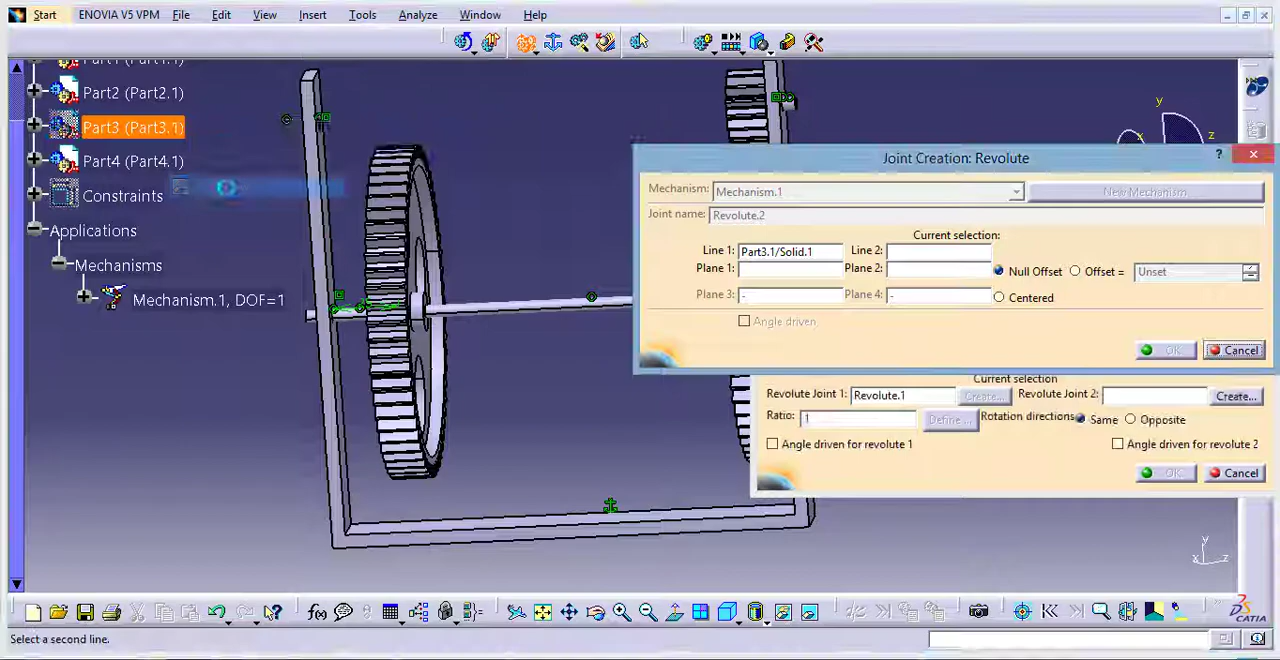 Start ENOVIA V5 VPM File Edit View Insert Tools Analyze Window Help
Part2 (Part2.1)
Part3 (Part3.1)
Part4 (Part4.1)
Constraints
Applications
Mechanisms
Mechanism.1, DOF=1
y
z
Joint Creation: Revolute ?
Mechanism: Mechanism.1 New Mechanism
Joint name: Revolute.2
Current selection:
Line 1: Part3.1/Solid.1 Line 2:
Plane 1: Plane 2: Null Offset Offset = Unset
Plane 3: - Plane 4: - Centered
Angle driven
OK Cancel
Current selection
Revolute Joint 1: Revolute.1 Create... Revolute Joint 2: Create...
Ratio: 1 Define ... Rotation directions: Same Opposite
Angle driven for revolute 1 Angle driven for revolute 2
OK Cancel
y
x z
f(x)
CATIA
Select a second line.